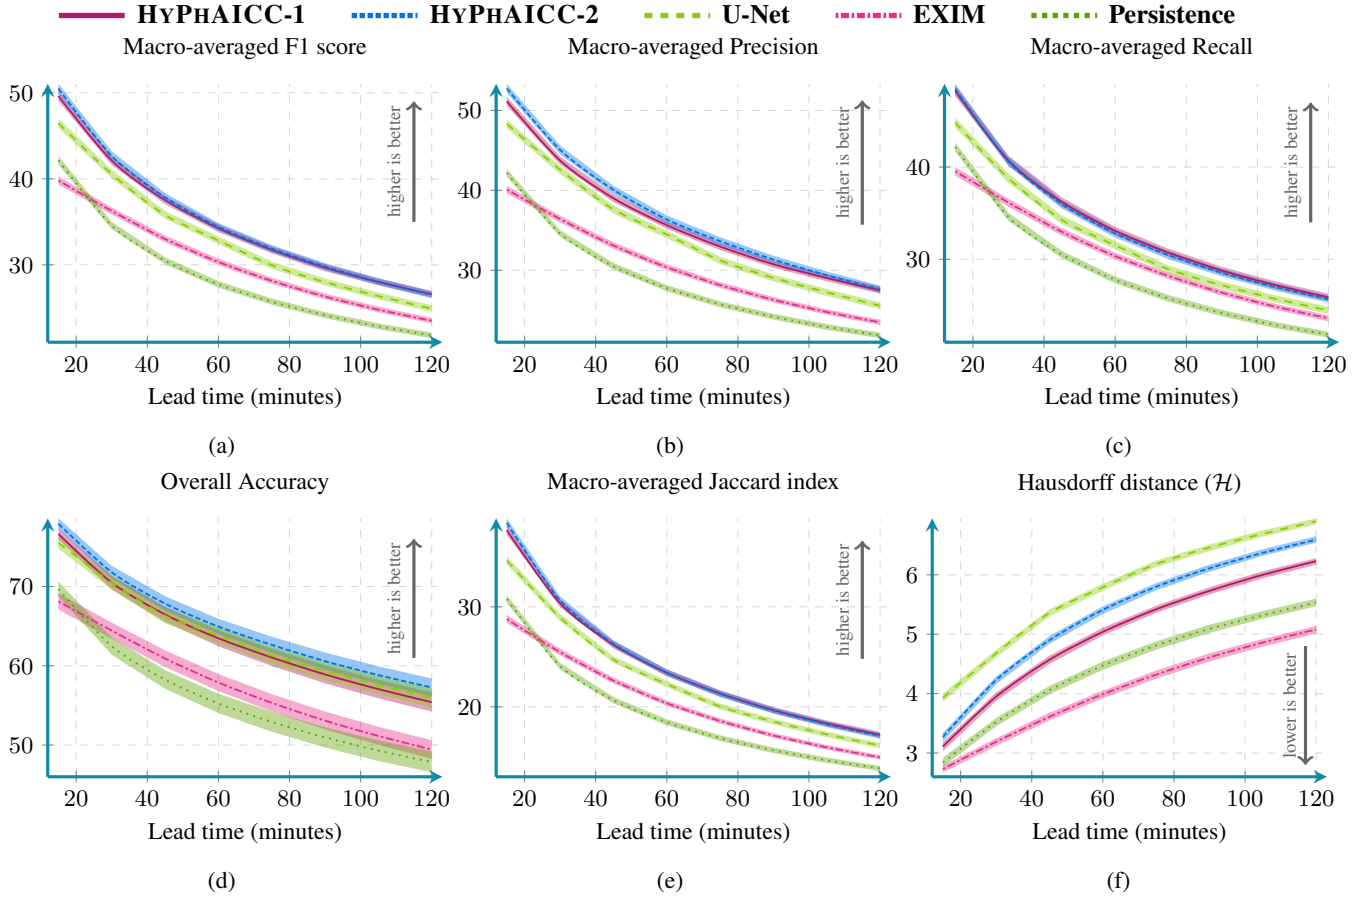 HYPHAICC-1 HYPHAICC-2 U-Net EXIM Persistence
Macro-averaged F1 score
50
40
30
20 40 60 80 100 120
higher is better
Lead time (minutes)
(a)
Macro-averaged Precision
50
40
30
20 40 60 80 100 120
higher is better
Lead time (minutes)
(b)
Macro-averaged Recall
40
30
20 40 60 80 100 120
higher is better
Lead time (minutes)
(c)
Overall Accuracy
70
60
50
20 40 60 80 100 120
higher is better
Lead time (minutes)
(d)
Macro-averaged Jaccard index
30
20
20 40 60 80 100 120
higher is better
Lead time (minutes)
(e)
Hausdorff distance (ℋ)
6
5
4
3
20 40 60 80 100 120
lower is better
Lead time (minutes)
(f)